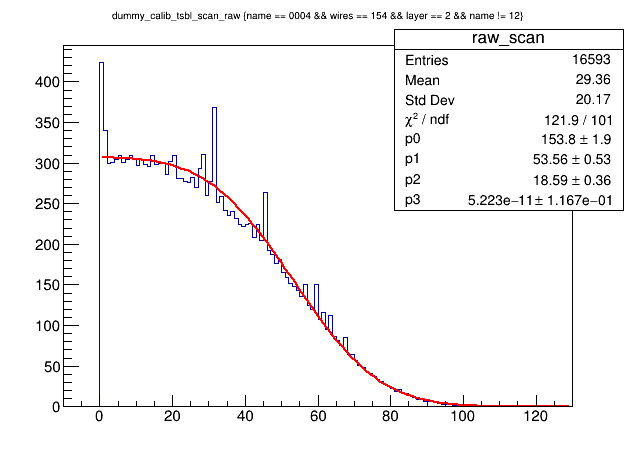 dummy_calib_tsbl_scan_raw {name == 0004 && wires == 154 && layer == 2 && name != 12}
raw_scan
Entries 16593
Mean 29.36
Std Dev 20.17
χ² / ndf 121.9 / 101
p0 153.8 ± 1.9
p1 53.56 ± 0.53
p2 18.59 ± 0.36
p3 5.223e−11 ± 1.167e−01
400
350
300
250
200
150
100
50
0
0 20 40 60 80 100 120